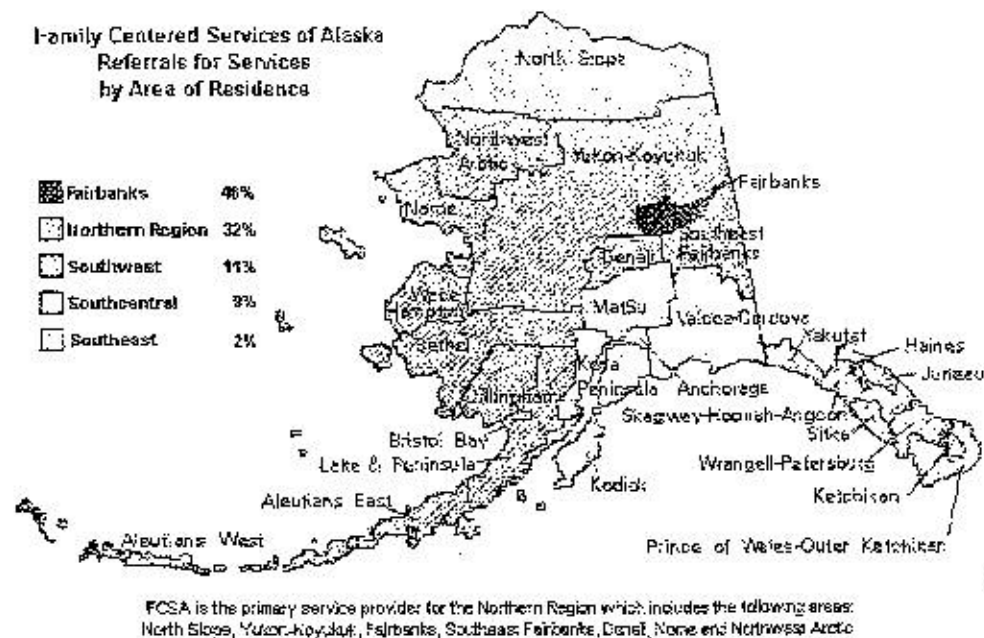 Family Centered Services of Alaska
Referrals for Services
by Area of Residence
Fairbanks
Northern Region 32%
Southwest 11%
Southcentral
Southeast 2%
North Slope
Northwest
Arctic
Yukon-Koyukuk
Fairbanks
Nome
Southeast
Fairbanks
Denali
Wade
Hampton
MatSu
Valdez-Cordova
Bethel
Yakutat
Haines
Juneau
Kenai
Peninsula
Anchorage
Dillingham
Skagway-Hoonah-Angoon
Sitka
Bristol Bay
Wrangell-Petersburg
Lake & Peninsula
Kodiak
Ketchikan
Aleutians East
Aleutians West
Prince of Wales-Outer Ketchikan
FCSA is the primary service provider for the Northern Region which includes the following areas:
North Slope, Yukon-Koyukuk, Fairbanks, Southeast Fairbanks, Denali, Nome and Northwest Arctic